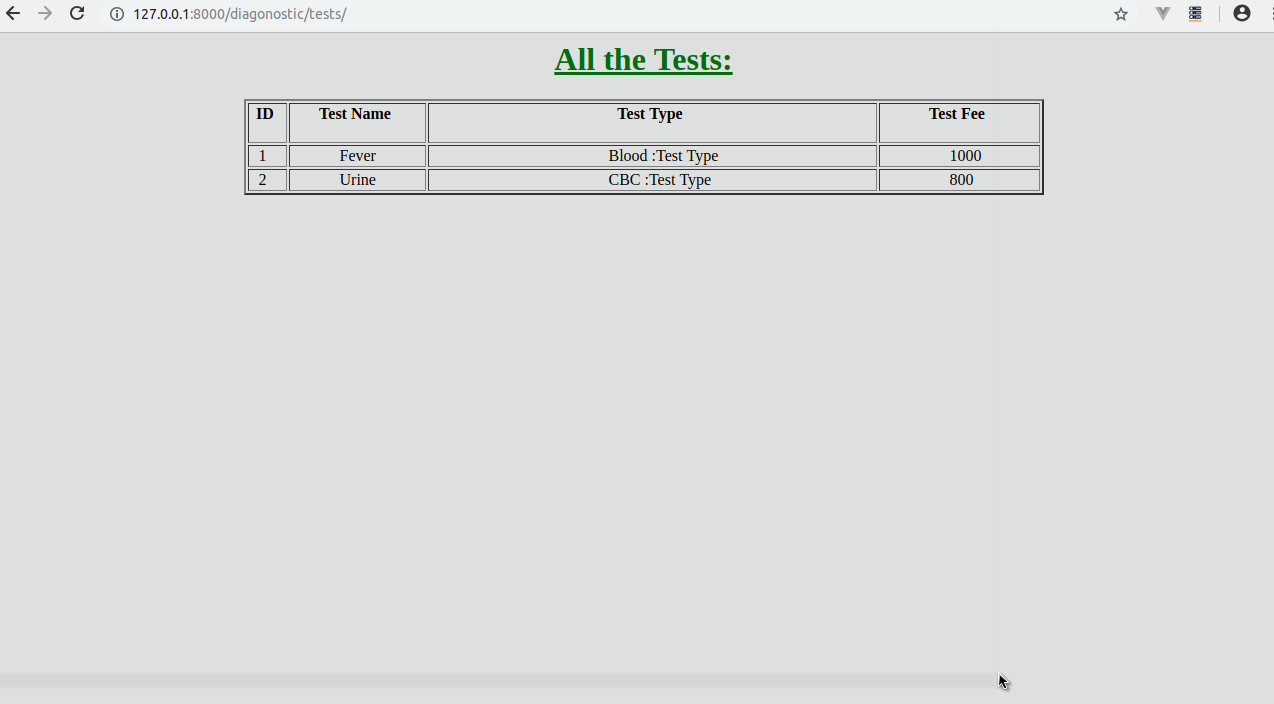 127.0.0.1:8000/diagonostic/tests/
All the Tests:
ID Test Name Test Type Test Fee
1 Fever Blood :Test Type 1000
2 Urine CBC :Test Type 800